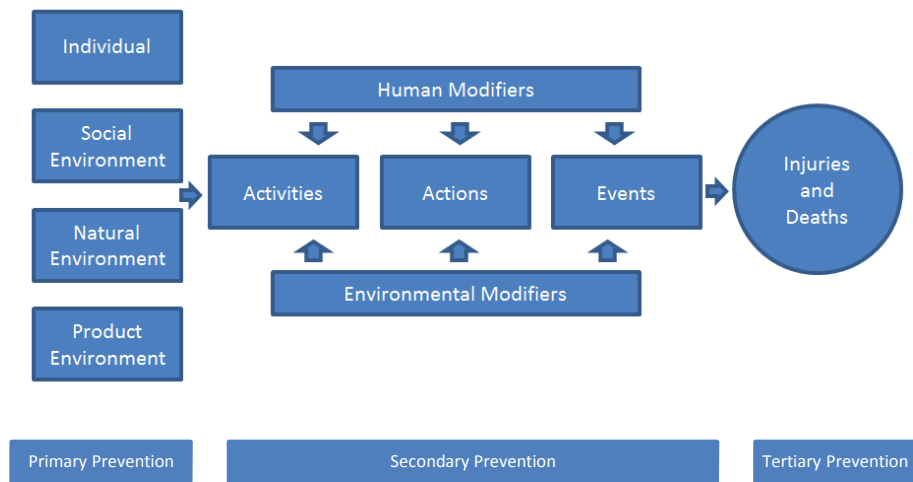 Individual
Social
Environment
Natural
Environment
Product
Environment
Human Modifiers
Activities
Actions
Events
Environmental Modifiers
Injuries
and
Deaths
Primary Prevention
Secondary Prevention
Tertiary Prevention